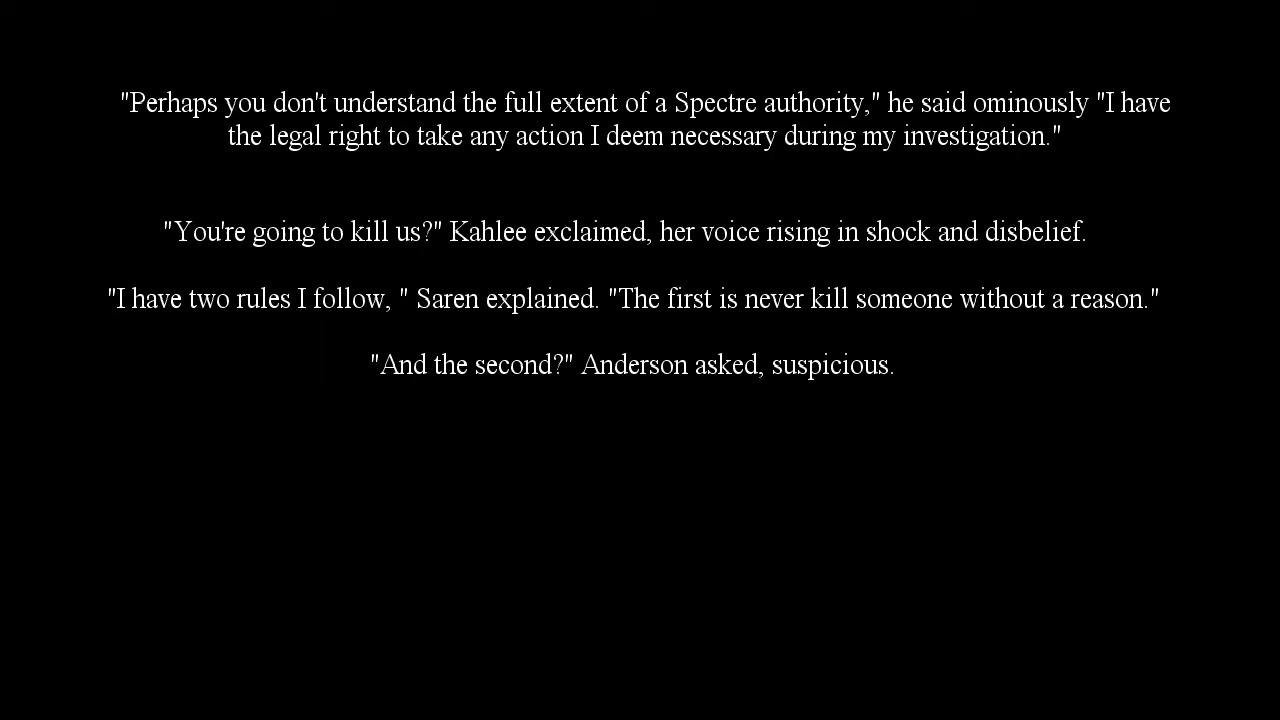 "Perhaps you don't understand the full extent of a Spectre authority," he said ominously "I have
the legal right to take any action I deem necessary during my investigation."
"You're going to kill us?" Kahlee exclaimed, her voice rising in shock and disbelief.
"I have two rules I follow, " Saren explained. "The first is never kill someone without a reason."
"And the second?" Anderson asked, suspicious.